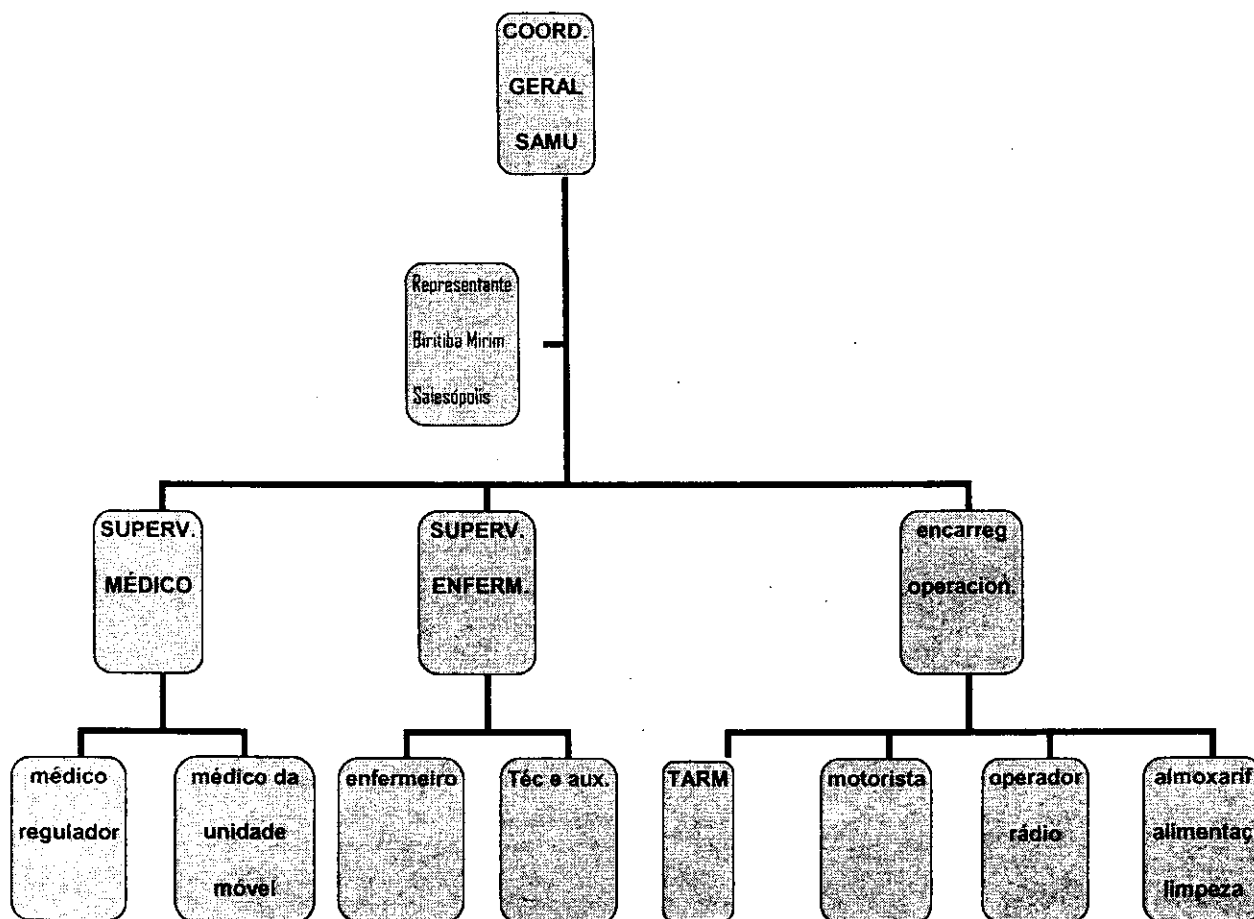 COORD.
GERAL
SAMU
Representante
Biritiba Mirim
Salesópolis
SUPERV.
MÉDICO
SUPERV.
ENFERM.
encarreg
operacion.
médico
regulador
médico da
unidade
móvel
enfermeiro
Téc e aux.
TARM
motorista
operador
rádio
almoxarif
alimentaç
limpeza